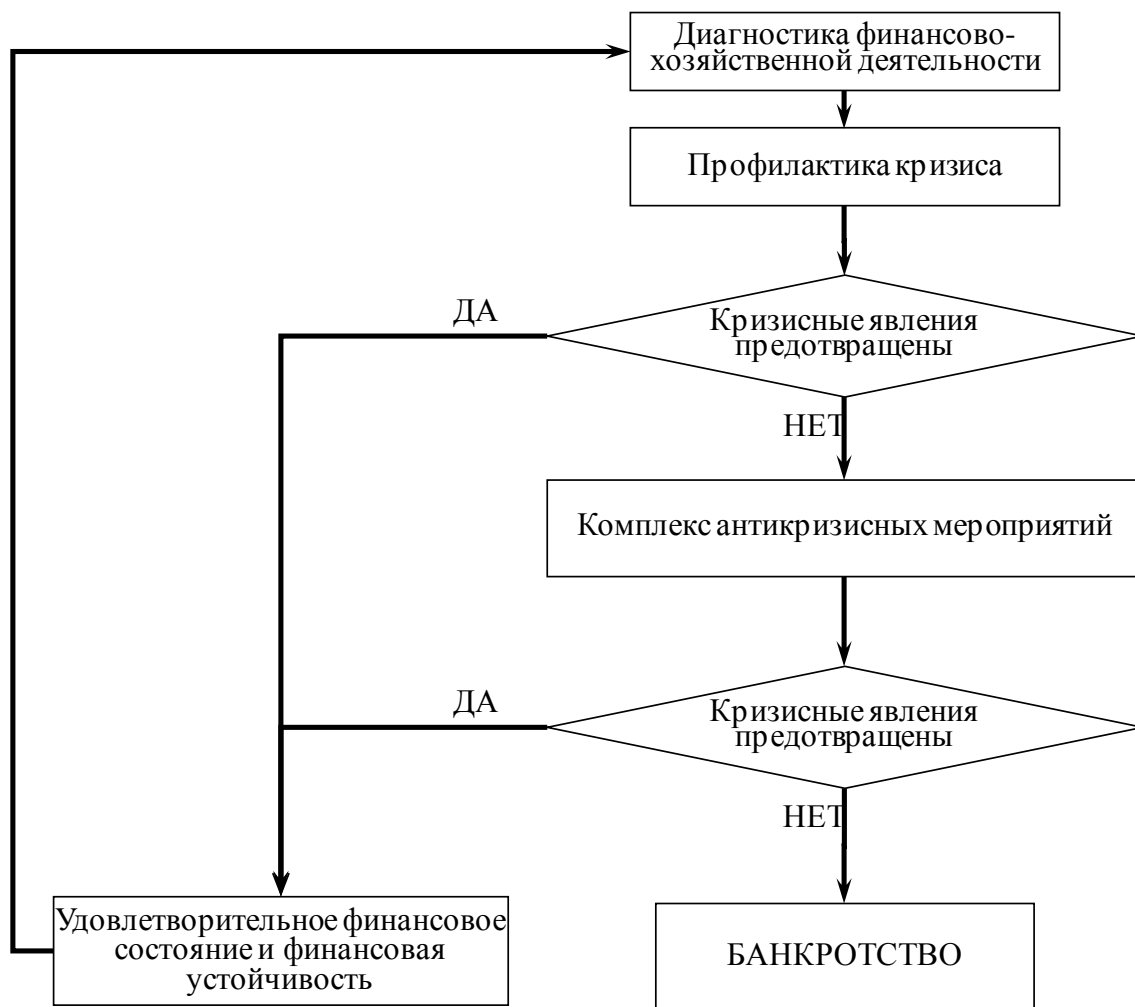 Диагностика финансово-
хозяйственной деятельности
Профилактика кризиса
ДА
Кризисные явления
предотвращены
НЕТ
Комплекс антикризисных мероприятий
ДА
Кризисные явления
предотвращены
НЕТ
Удовлетворительное финансовое
состояние и финансовая
устойчивость
БАНКРОТСТВО